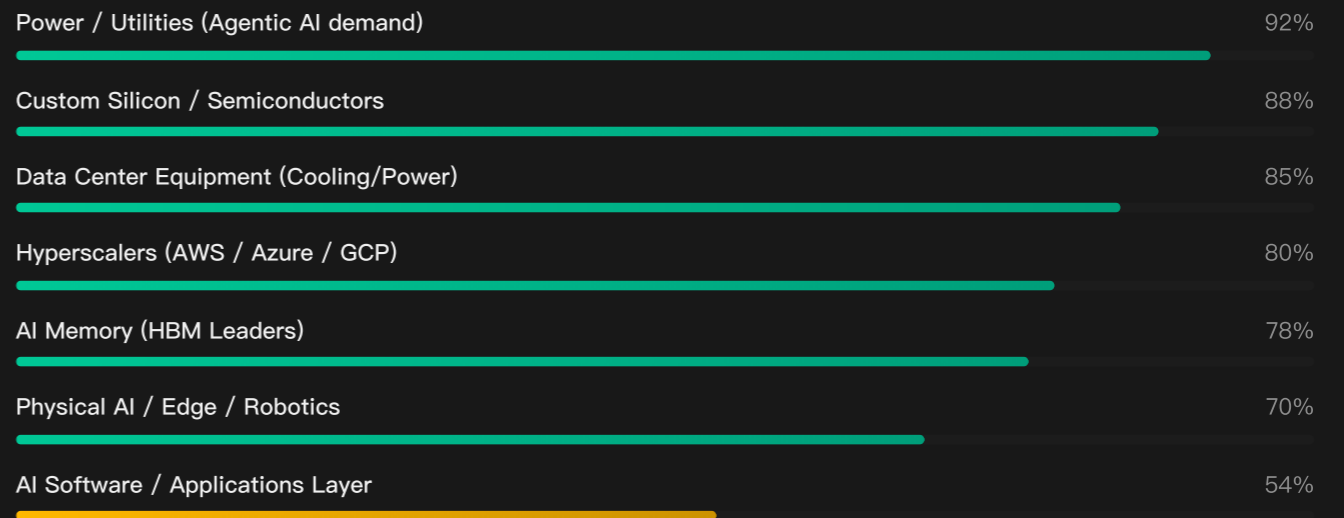 Power / Utilities (Agentic AI demand) 92%
Custom Silicon / Semiconductors 88%
Data Center Equipment (Cooling/Power) 85%
Hyperscalers (AWS / Azure / GCP) 80%
AI Memory (HBM Leaders) 78%
Physical AI / Edge / Robotics 70%
AI Software / Applications Layer 54%